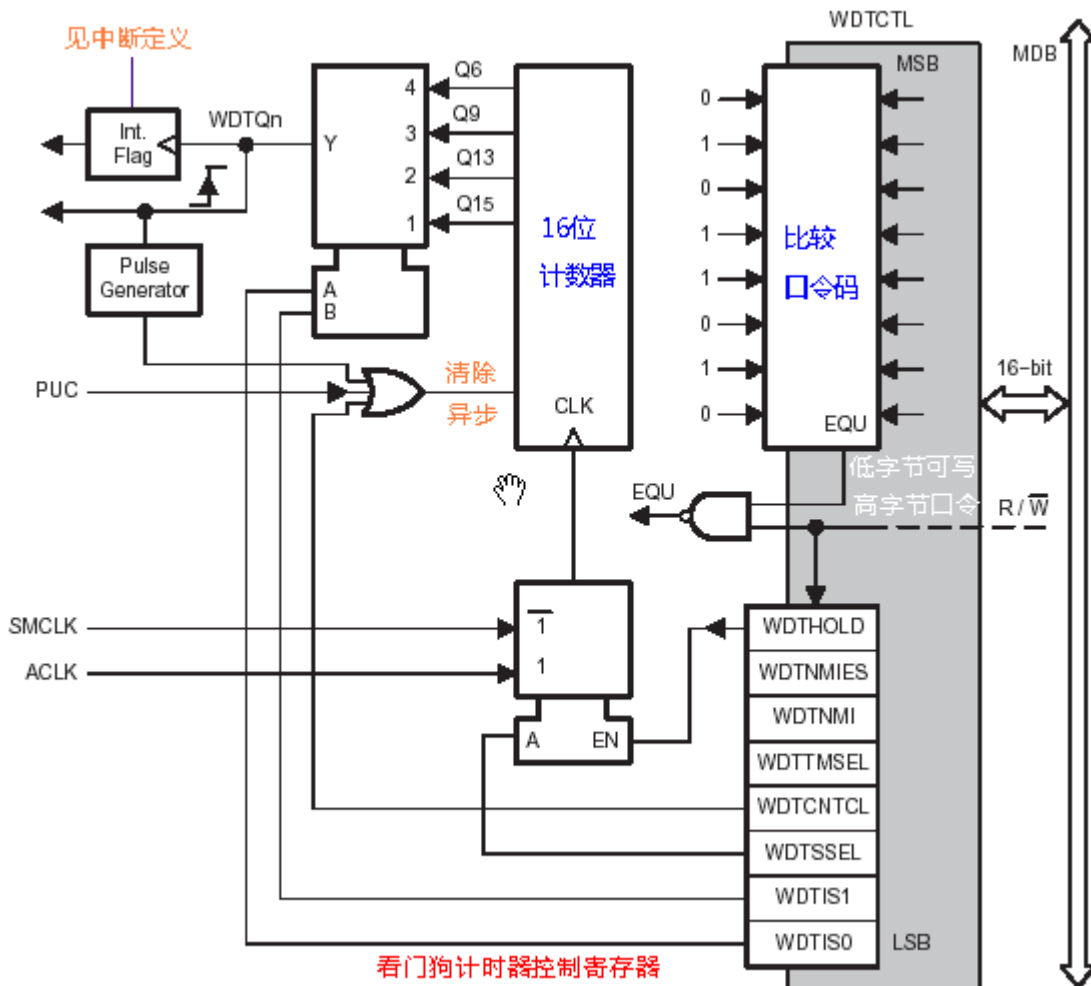 WDTCTL
见中断定义
MSB
MDB
Int.
Flag
WDTQn
Y
4
3
2
1
Q6
Q9
Q13
Q15
16位
计数器
0
1
0
1
1
0
1
0
比较
口令码
EQU
Pulse
Generator
A
B
16-bit
PUC
清除
异步
CLK
低字节可写
高字节口令
EQU
R / W̅
SMCLK
ACLK
1̅
1
A
EN
WDTHOLD
WDTNMIES
WDTNMI
WDTTMSEL
WDTCNTCL
WDTSSEL
WDTIS1
WDTIS0
LSB
看门狗计时器控制寄存器